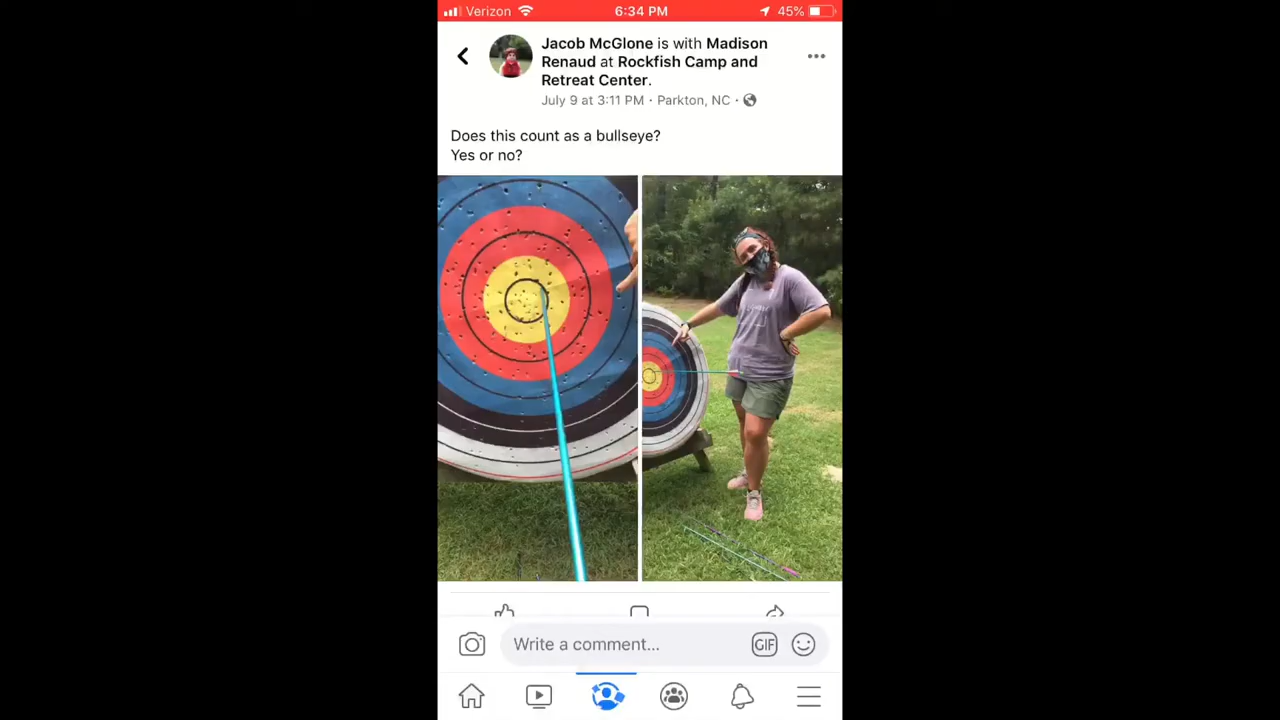 Verizon 6:34 PM 45%
Jacob McGlone is with Madison
Renaud at Rockfish Camp and
Retreat Center.
July 9 at 3:11 PM · Parkton, NC ·
Does this count as a bullseye?
Yes or no?
Write a comment... GIF